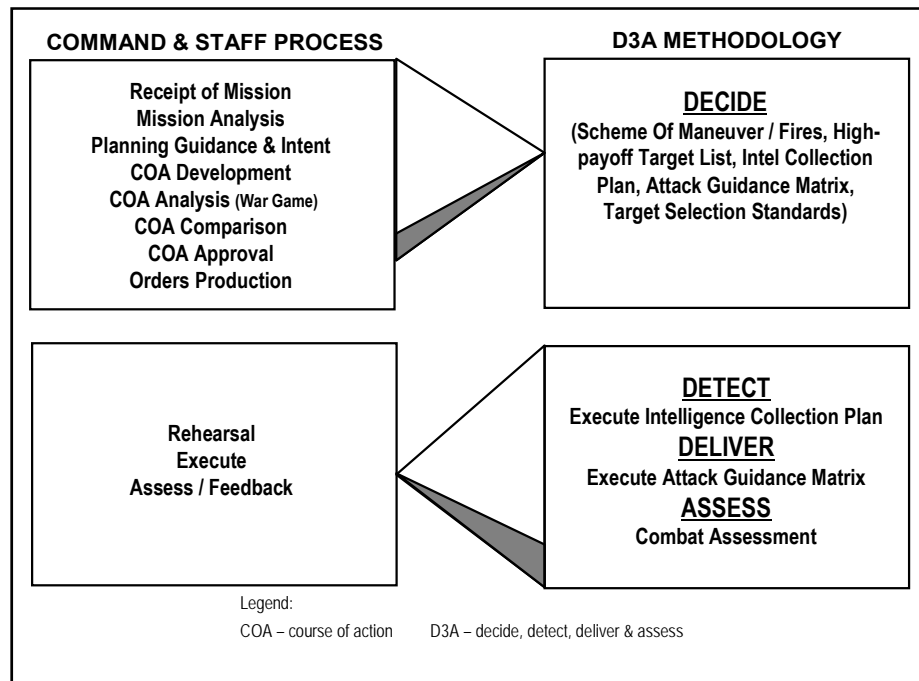 COMMAND & STAFF PROCESS
Receipt of Mission
Mission Analysis
Planning Guidance & Intent
COA Development
COA Analysis (War Game)
COA Comparison
COA Approval
Orders Production
D3A METHODOLOGY
DECIDE
(Scheme Of Maneuver / Fires, High-
payoff Target List, Intel Collection
Plan, Attack Guidance Matrix,
Target Selection Standards)
Rehearsal
Execute
Assess / Feedback
DETECT
Execute Intelligence Collection Plan
DELIVER
Execute Attack Guidance Matrix
ASSESS
Combat Assessment
Legend:
COA – course of action D3A – decide, detect, deliver & assess